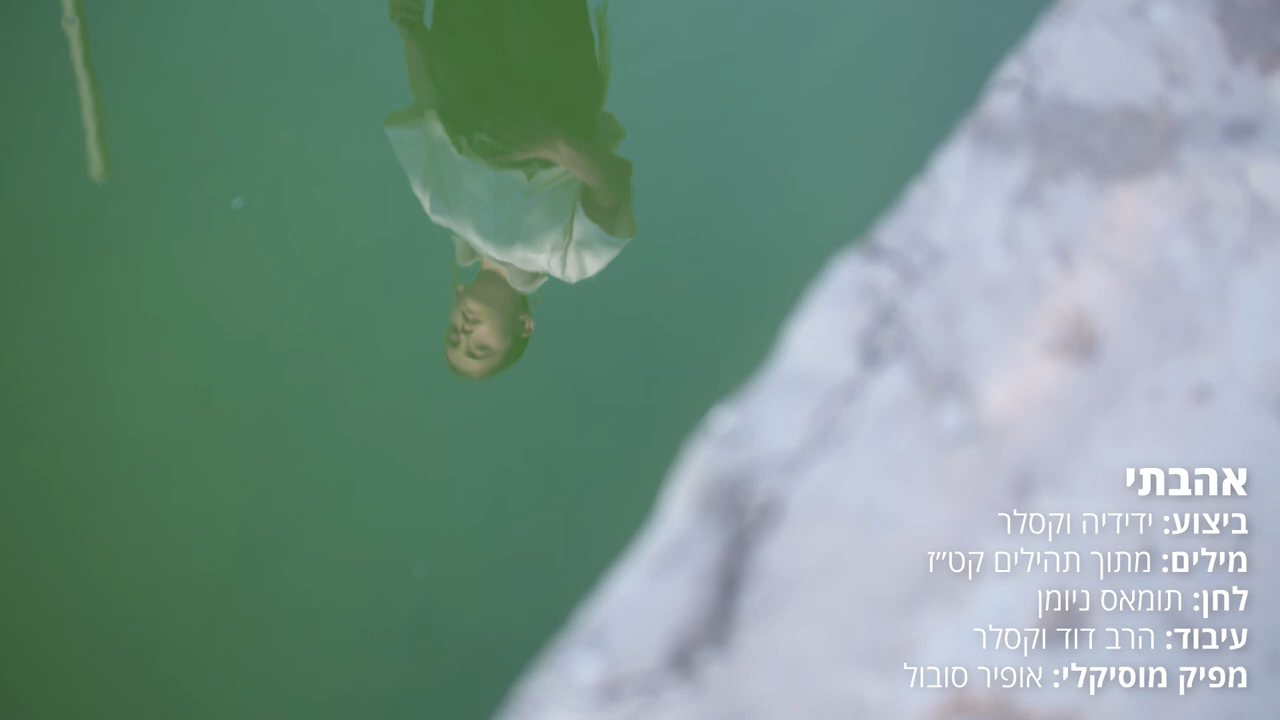 אהבתי
ביצוע: ידידיה וקסלר
מילים: מתוך תהילים קט״ז
לחן: תומאס ניומן
עיבוד: הרב דוד וקסלר
מפיק מוסיקלי: אופיר סובול